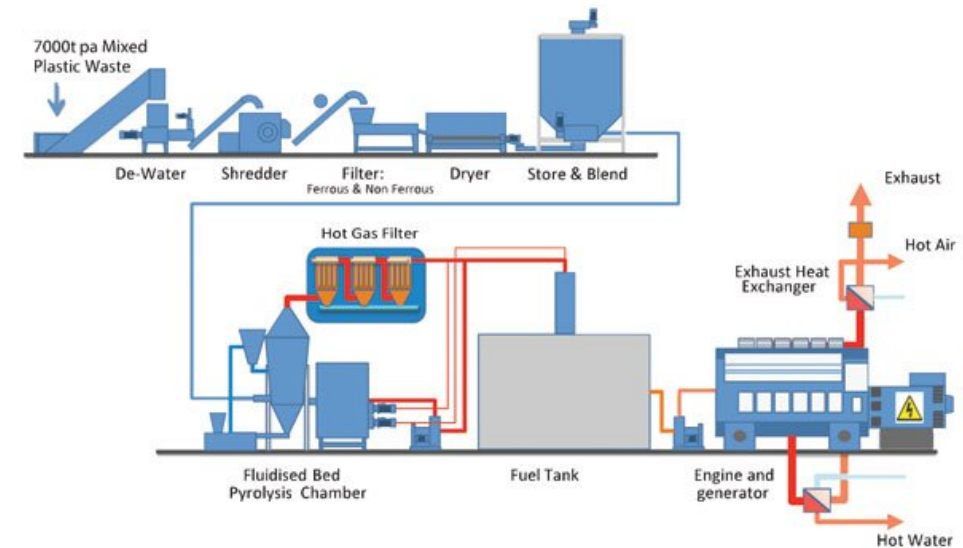 7000t pa Mixed
Plastic Waste
De-Water
Shredder
Filter:
Ferrous & Non Ferrous
Dryer
Store & Blend
Exhaust
Hot Gas Filter
Hot Air
Exhaust Heat
Exchanger
Fluidised Bed
Pyrolysis Chamber
Fuel Tank
Engine and
generator
Hot Water